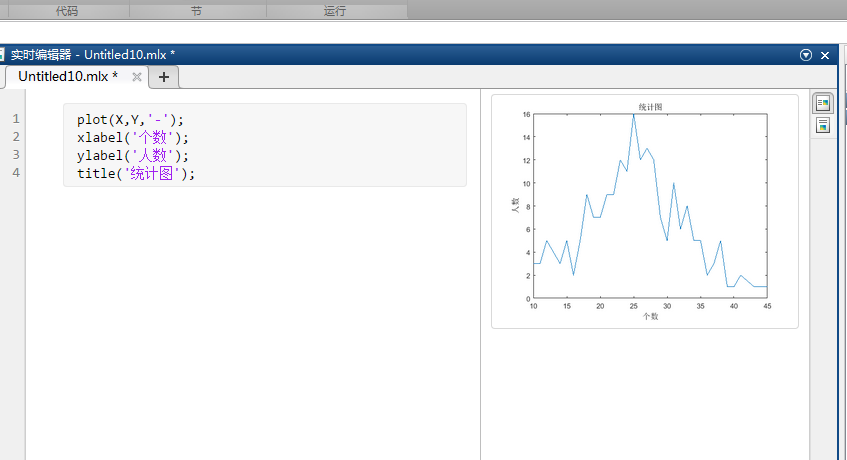 代码 节 运行
实时编辑器 - Untitled10.mlx *
Untitled10.mlx *
1 plot(X,Y,'-');
2 xlabel('个数');
3 ylabel('人数');
4 title('统计图');
统计图
16
14
12
10
8
6
4
2
0
人数
10 15 20 25 30 35 40 45
个数